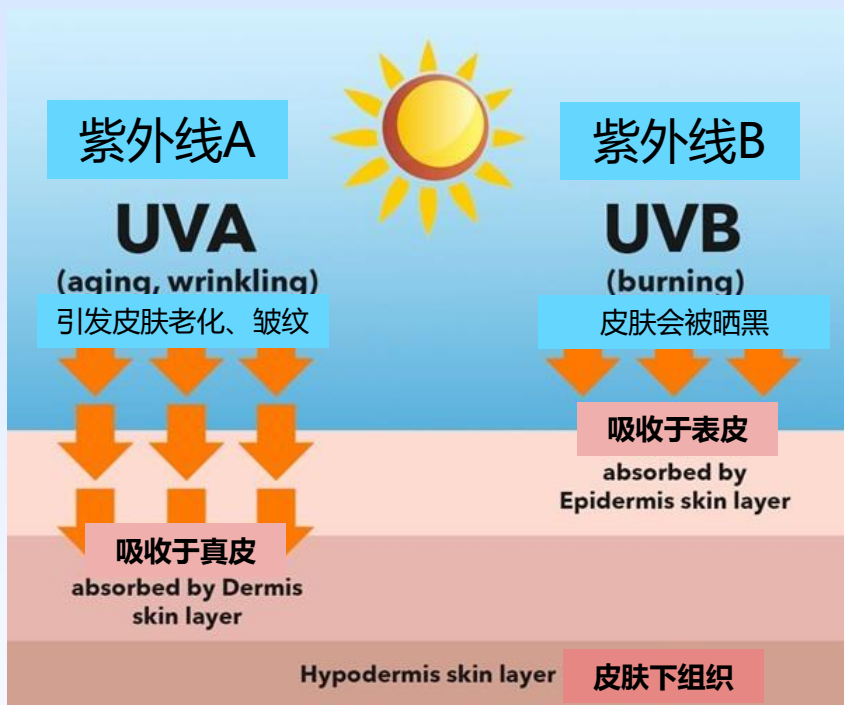 紫外线A
UVA
(aging, wrinkling)
引发皮肤老化、皱纹
吸收于真皮
absorbed by Dermis
skin layer
紫外线B
UVB
(burning)
皮肤会被晒黑
吸收于表皮
absorbed by
Epidermis skin layer
Hypodermis skin layer 皮肤下组织